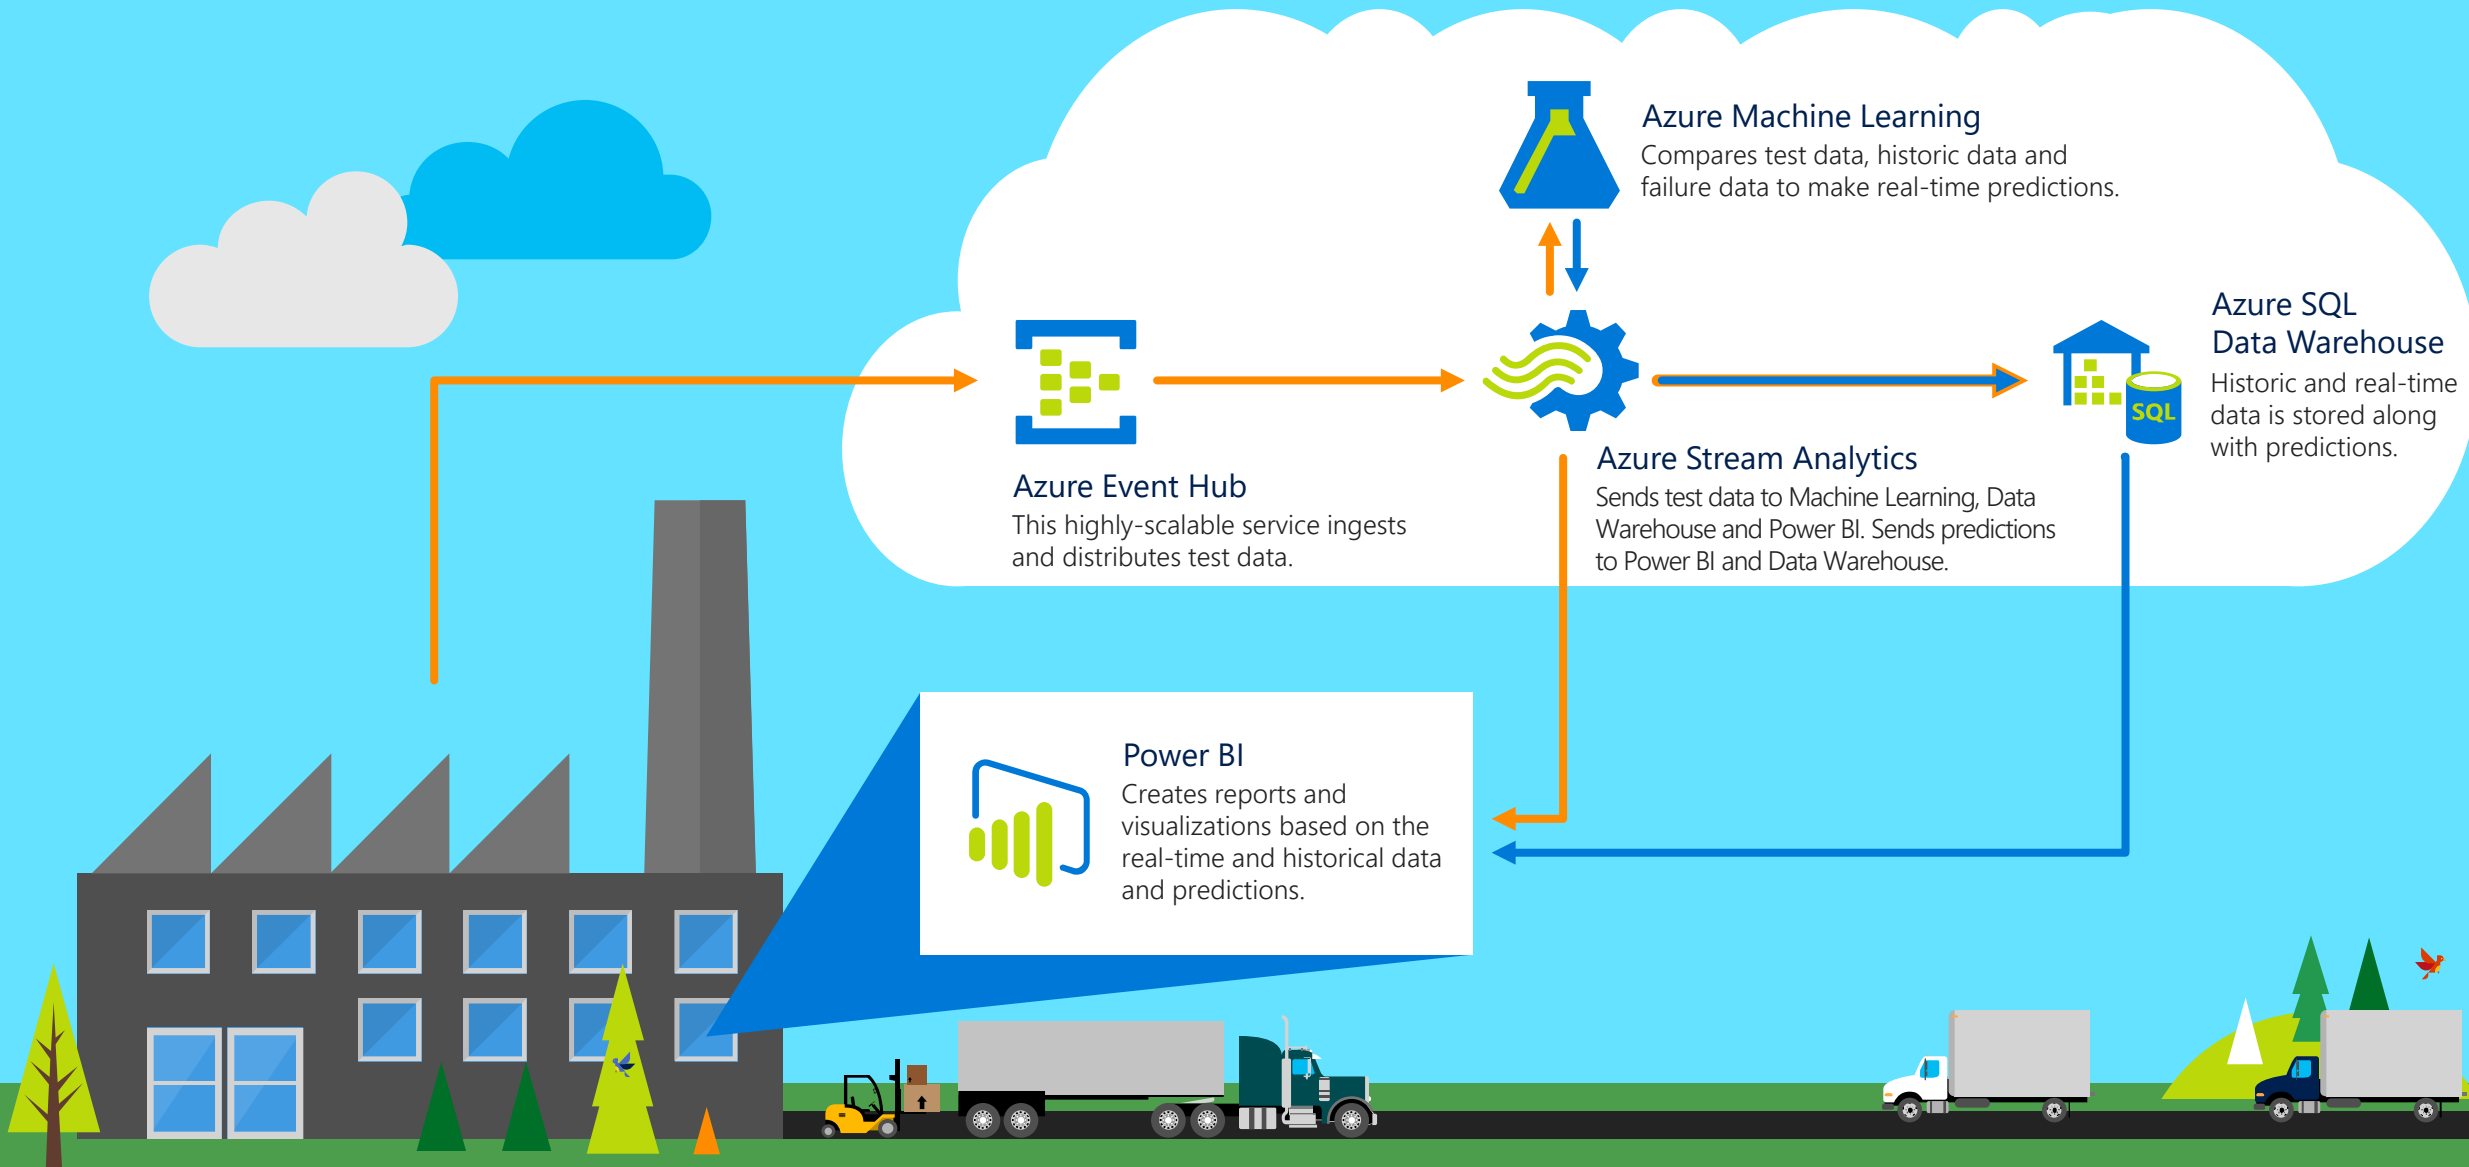 Azure Machine Learning
Compares test data, historic data and
failure data to make real-time predictions.
Azure SQL
Data Warehouse
Historic and real-time
data is stored along
with predictions.
SQL
Azure Event Hub
This highly-scalable service ingests
and distributes test data.
Azure Stream Analytics
Sends test data to Machine Learning, Data
Warehouse and Power BI. Sends predictions
to Power BI and Data Warehouse.
Power BI
Creates reports and
visualizations based on the
real-time and historical data
and predictions.